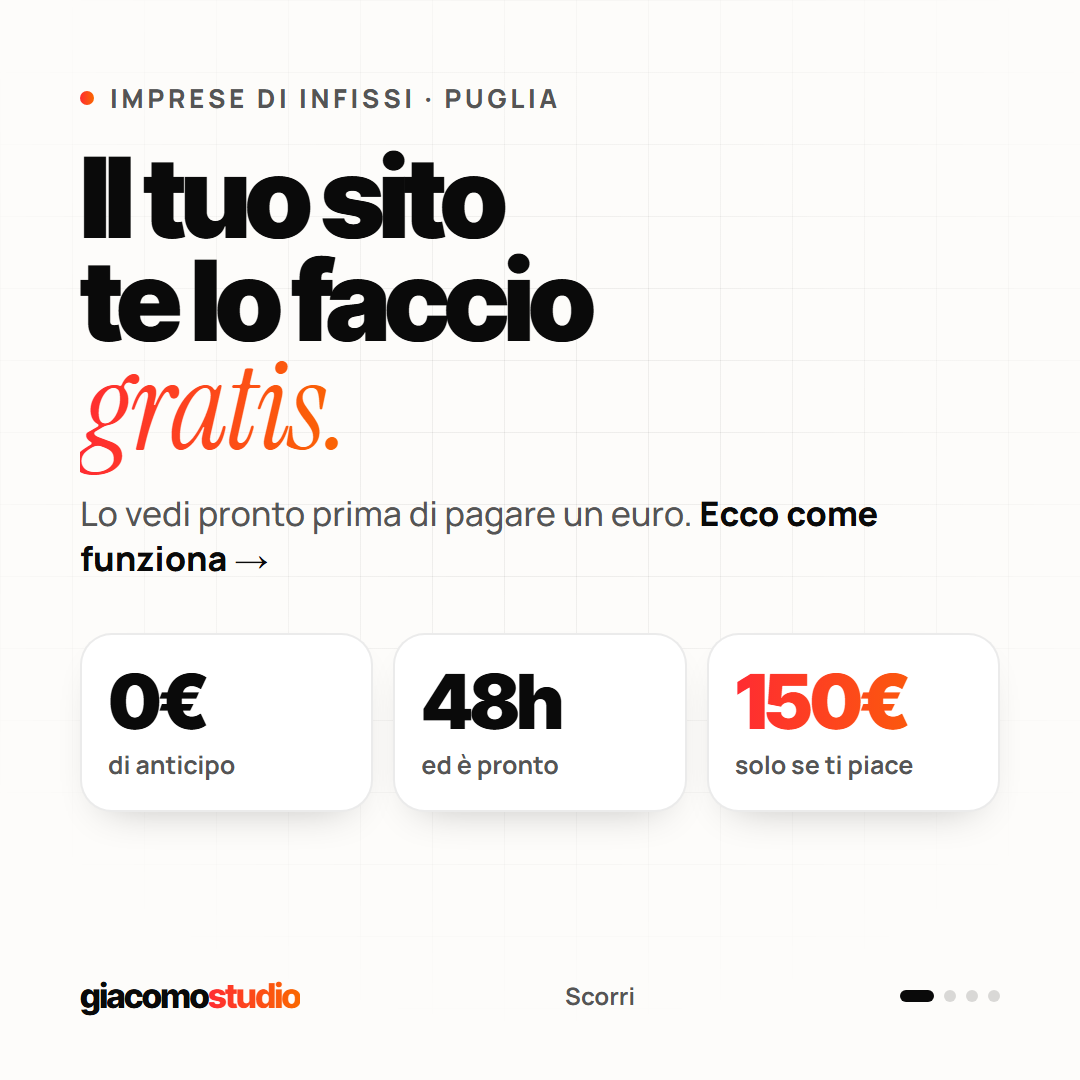 IMPRESE DI INFISSI · PUGLIA
Il tuo sito
te lo faccio
gratis.
Lo vedi pronto prima di pagare un euro. Ecco come
funziona →
0€
di anticipo
48h
ed è pronto
150€
solo se ti piace
giacomostudio
Scorri